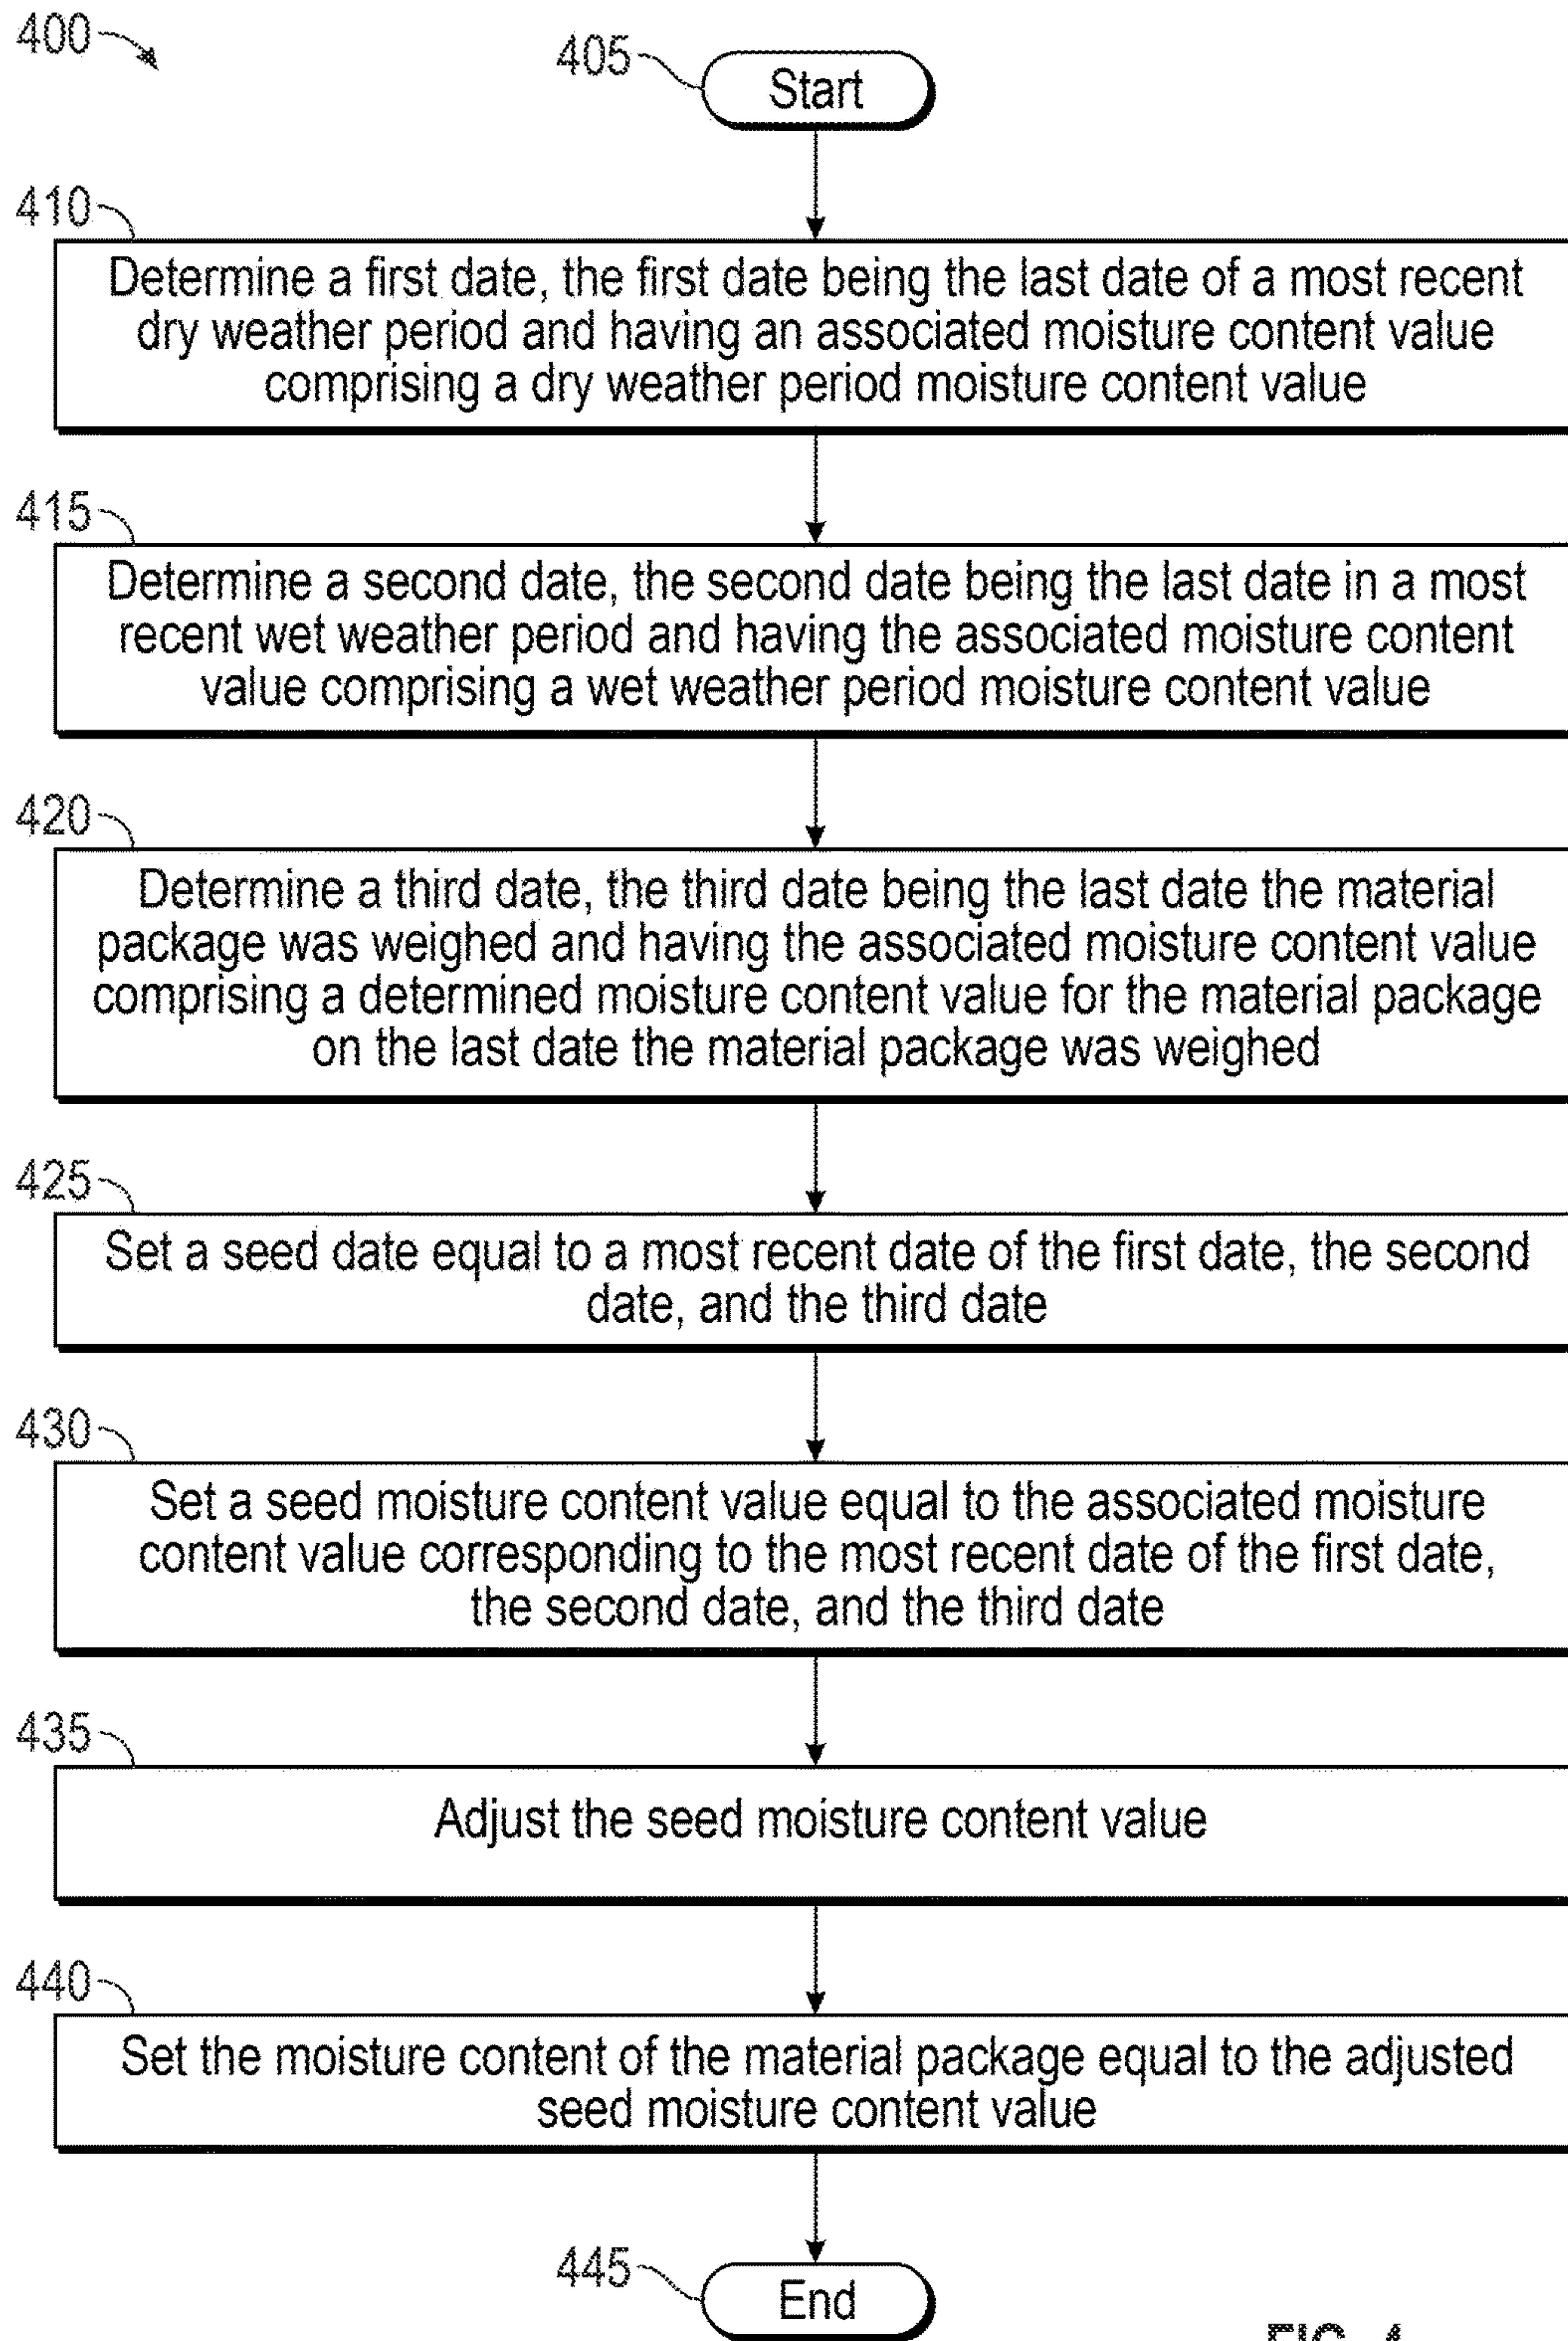 400
405
Start
410
Determine a first date, the first date being the last date of a most recent
dry weather period and having an associated moisture content value
comprising a dry weather period moisture content value
415
Determine a second date, the second date being the last date in a most
recent wet weather period and having the associated moisture content
value comprising a wet weather period moisture content value
420
Determine a third date, the third date being the last date the material
package was weighed and having the associated moisture content value
comprising a determined moisture content value for the material package
on the last date the material package was weighed
425
Set a seed date equal to a most recent date of the first date, the second
date, and the third date
430
Set a seed moisture content value equal to the associated moisture
content value corresponding to the most recent date of the first date,
the second date, and the third date
435
Adjust the seed moisture content value
440
Set the moisture content of the material package equal to the adjusted
seed moisture content value
445
End